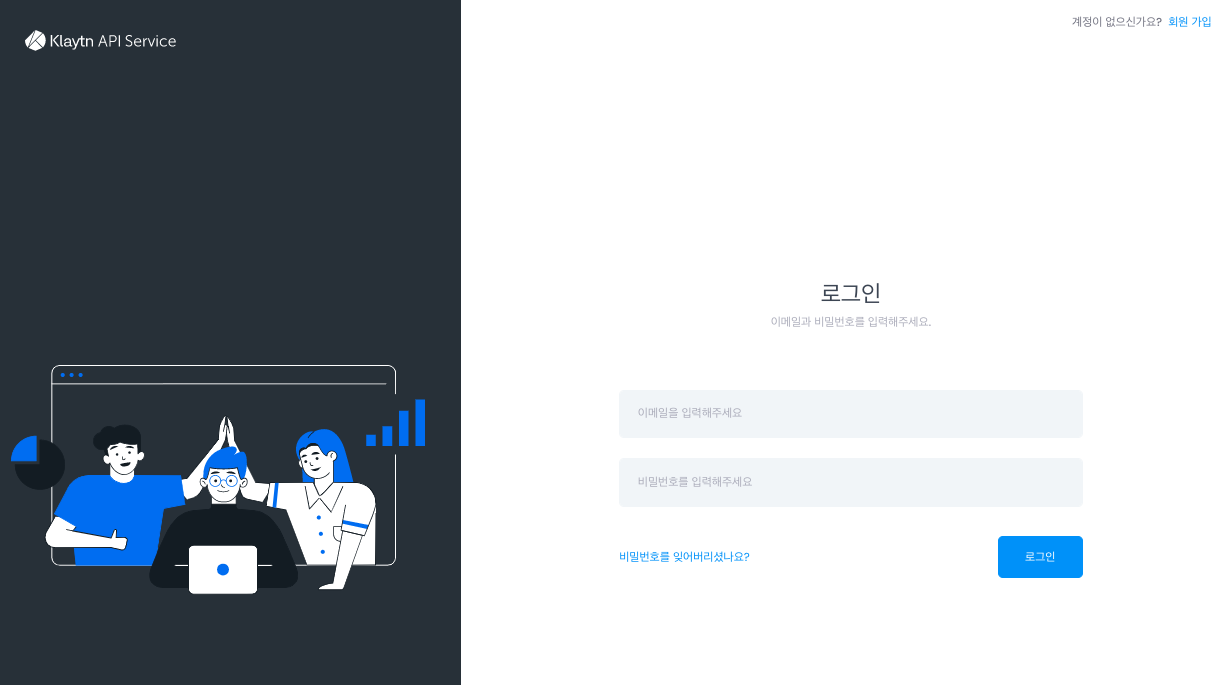 Klaytn API Service
계정이 없으신가요? 회원 가입
로그인
이메일과 비밀번호를 입력해주세요.
이메일을 입력해주세요
비밀번호를 입력해주세요
비밀번호를 잊어버리셨나요?
로그인